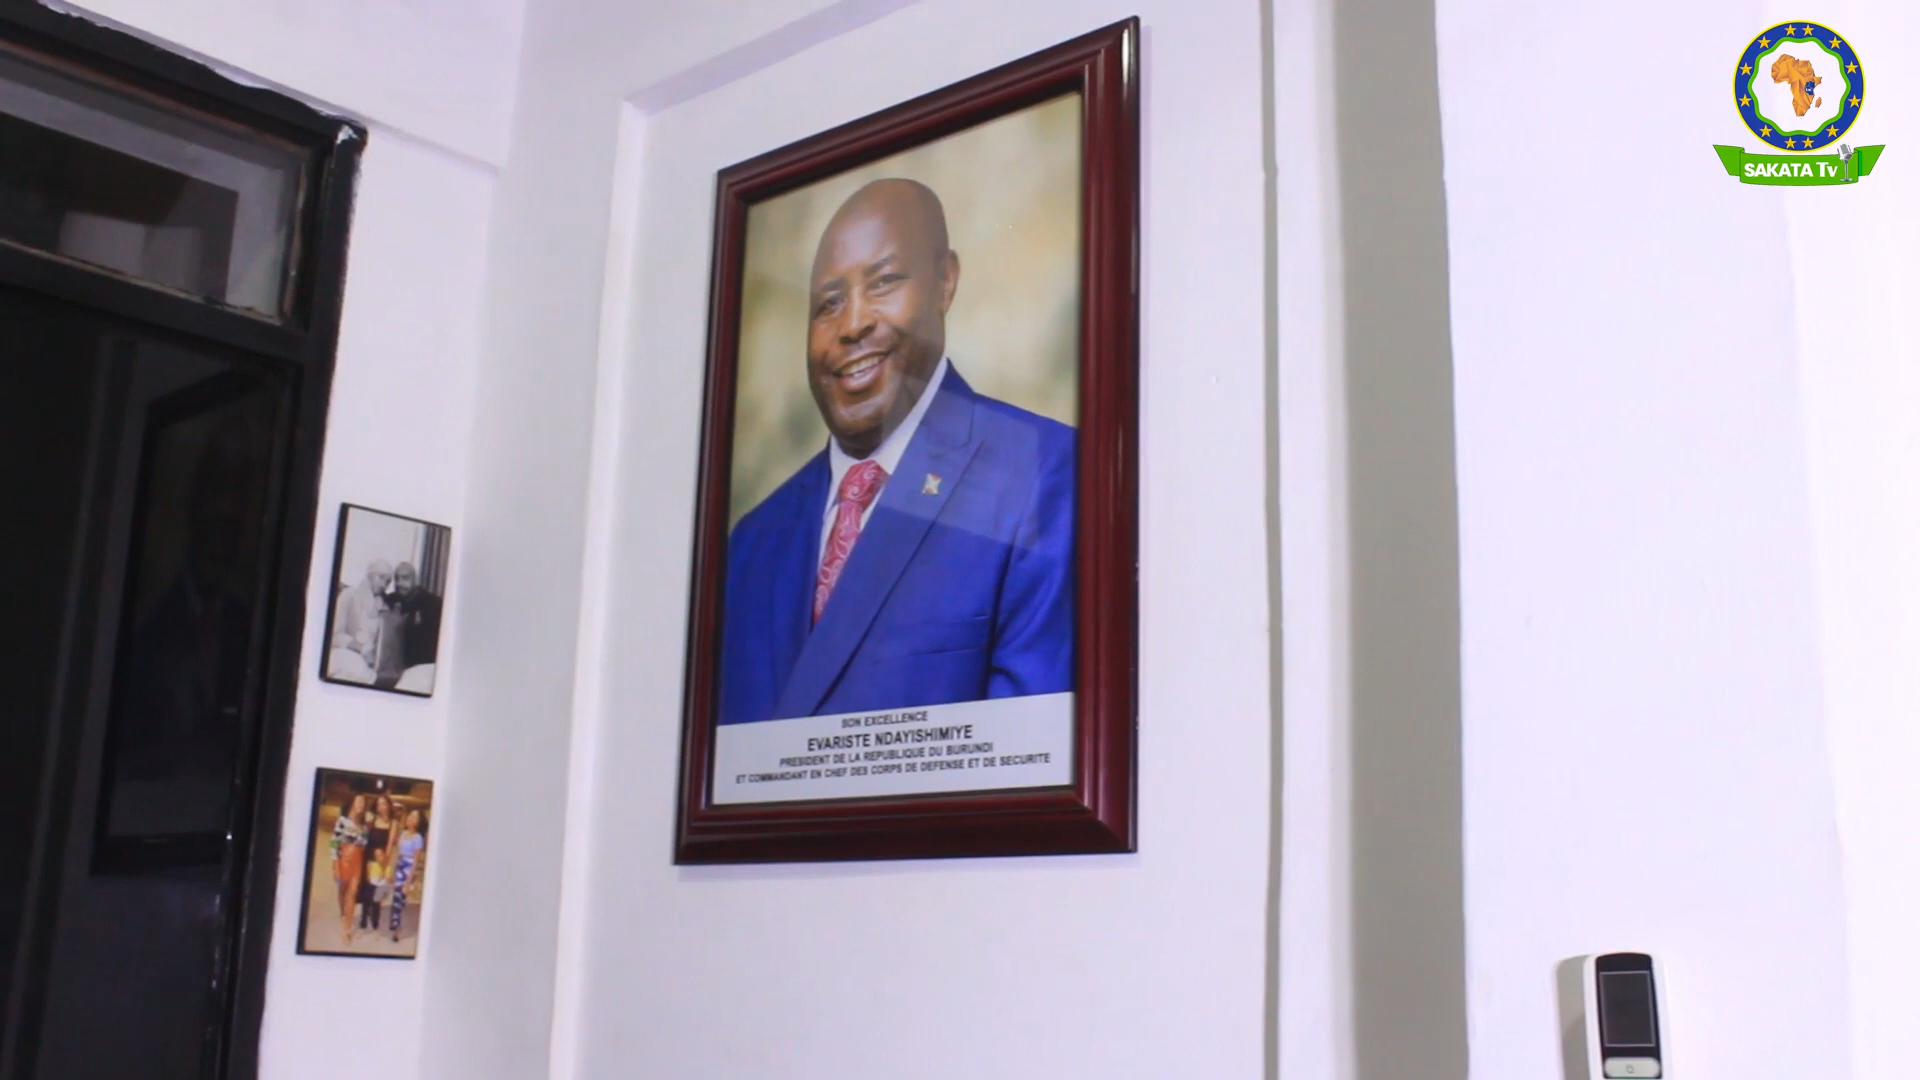 SAKATA Tv
SON EXCELLENCE
EVARISTE NDAYISHIMIYE
PRESIDENT DE LA REPUBLIQUE DU BURUNDI
ET COMMANDANT EN CHEF DES CORPS DE DEFENSE ET DE SECURITE